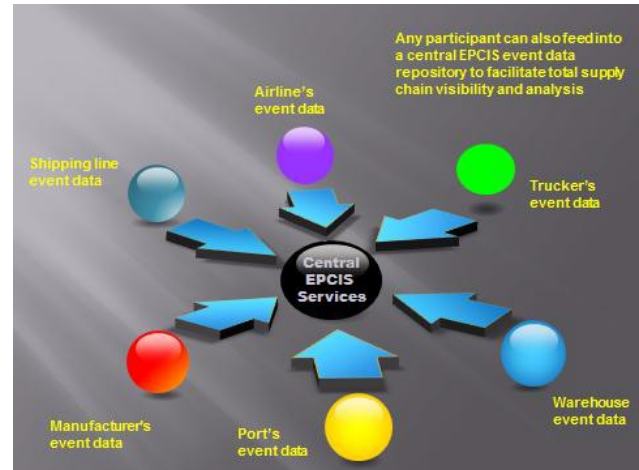 Any participant can also feed into
a central EPCIS event data
repository to facilitate total supply
chain visibility and analysis
Airline's
event data
Shipping line
event data
Trucker's
event data
Central
EPCIS
Services
Manufacturer's
event data
Port's
event data
Warehouse
event data